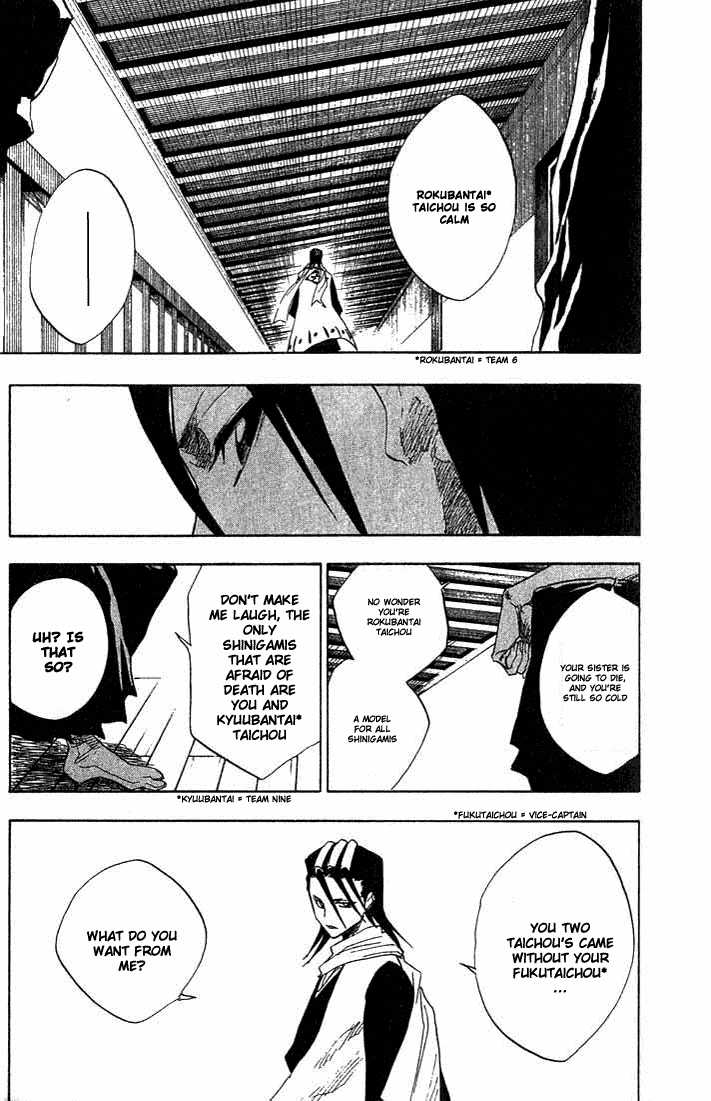 ROKUBANTAI*
TAICHOU IS SO
CALM
*ROKUBANTAI = TEAM 6
YOUR SISTER IS
GOING TO DIE,
AND YOU'RE
STILL SO COLD
NO WONDER
YOU'RE
ROKUBANTAI
TAICHOU
A MODEL
FOR ALL
SHINIGAMIS
DON'T MAKE
ME LAUGH, THE
ONLY
SHINIGAMIS
THAT ARE
AFRAID OF
DEATH ARE
YOU AND
KYUUBANTAI*
TAICHOU
UH? IS
THAT
SO?
*KYUUBANTAI = TEAM NINE
*FUKUTAICHOU = VICE-CAPTAIN
YOU TWO
TAICHOU'S CAME
WITHOUT YOUR
FUKUTAICHOU*
...
WHAT DO YOU
WANT FROM
ME?